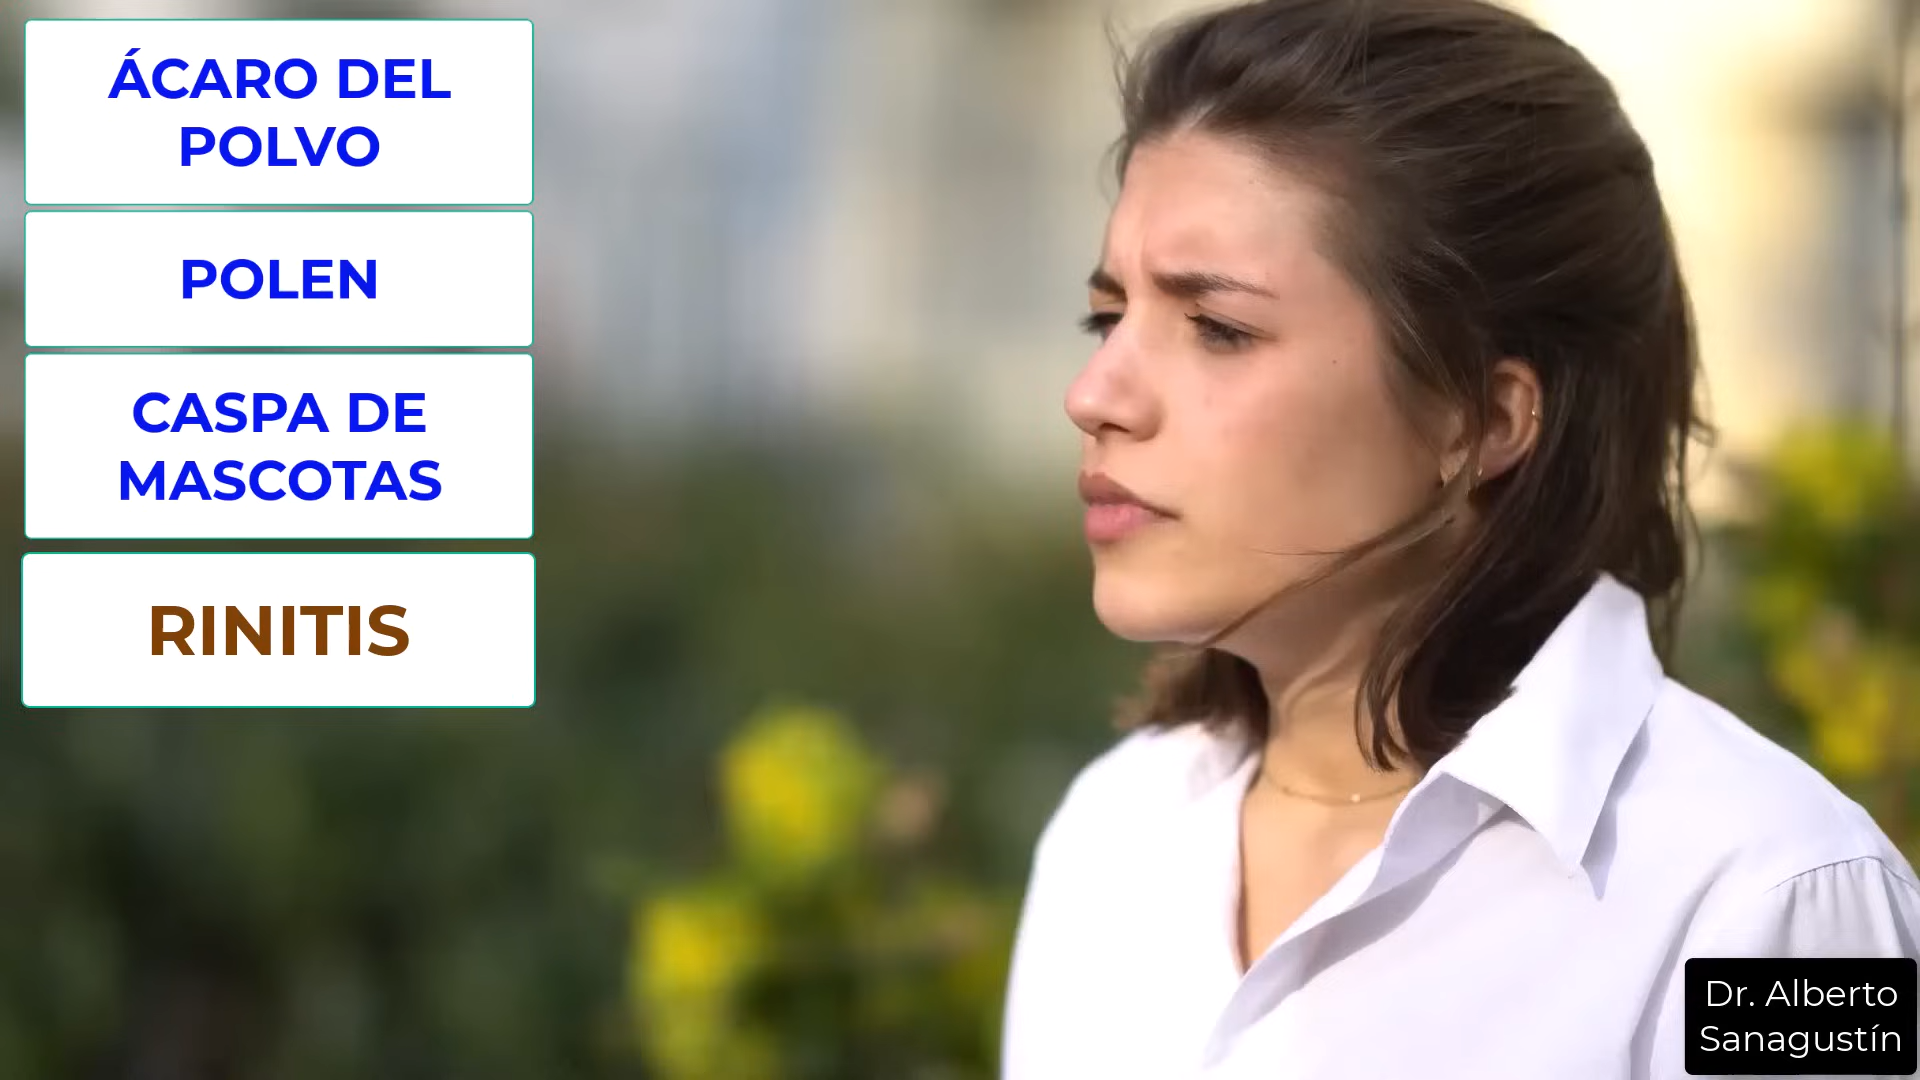 ÁCARO DEL
POLVO
POLEN
CASPA DE
MASCOTAS
RINITIS
Dr. Alberto
Sanagustín